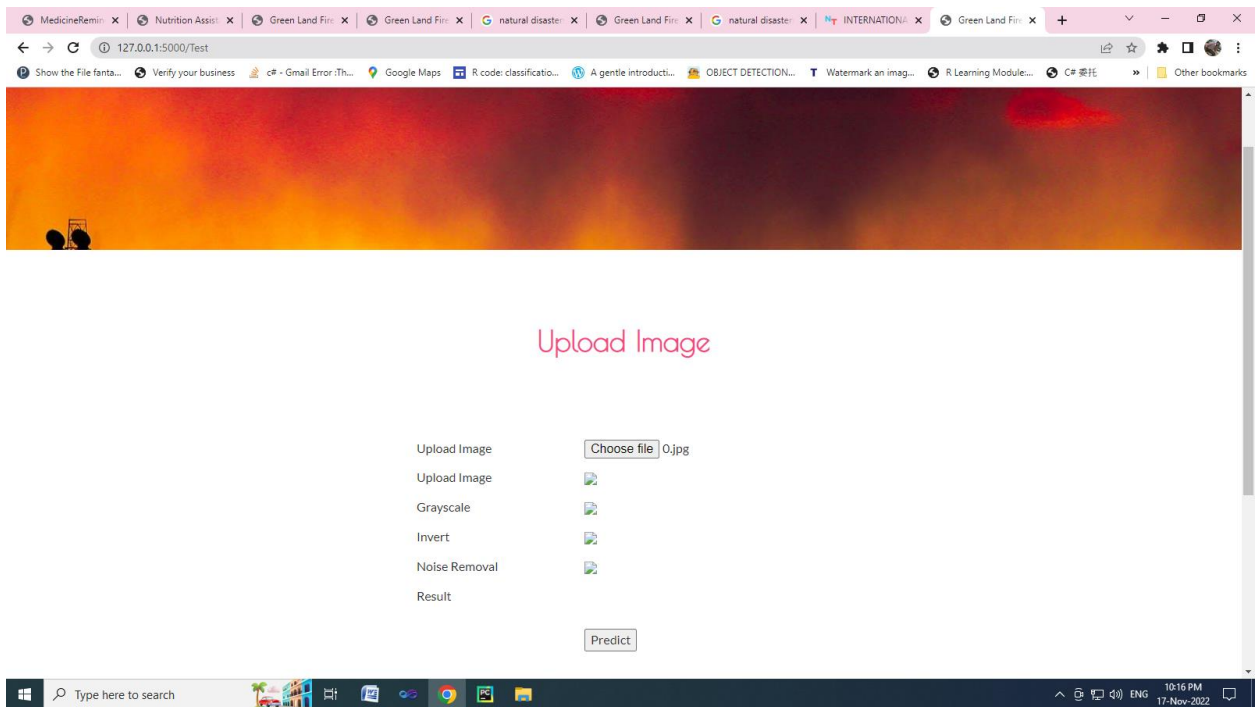 MedicineRemin
Nutrition Assist
Green Land Fire
Green Land Fire
natural disaster
Green Land Fire
natural disaster
INTERNATIONA
Green Land Fire
127.0.0.1:5000/Test
Show the File fanta...
Verify your business
c# - Gmail Error :Th...
Google Maps
R code: classificatio...
A gentle introducti...
OBJECT DETECTION...
Watermark an imag...
R Learning Module:...
C# 委托
»
Other bookmarks
Upload Image
Upload Image Choose file 0.jpg
Upload Image
Grayscale
Invert
Noise Removal
Result
Predict
Type here to search
ENG
10:16 PM
17-Nov-2022